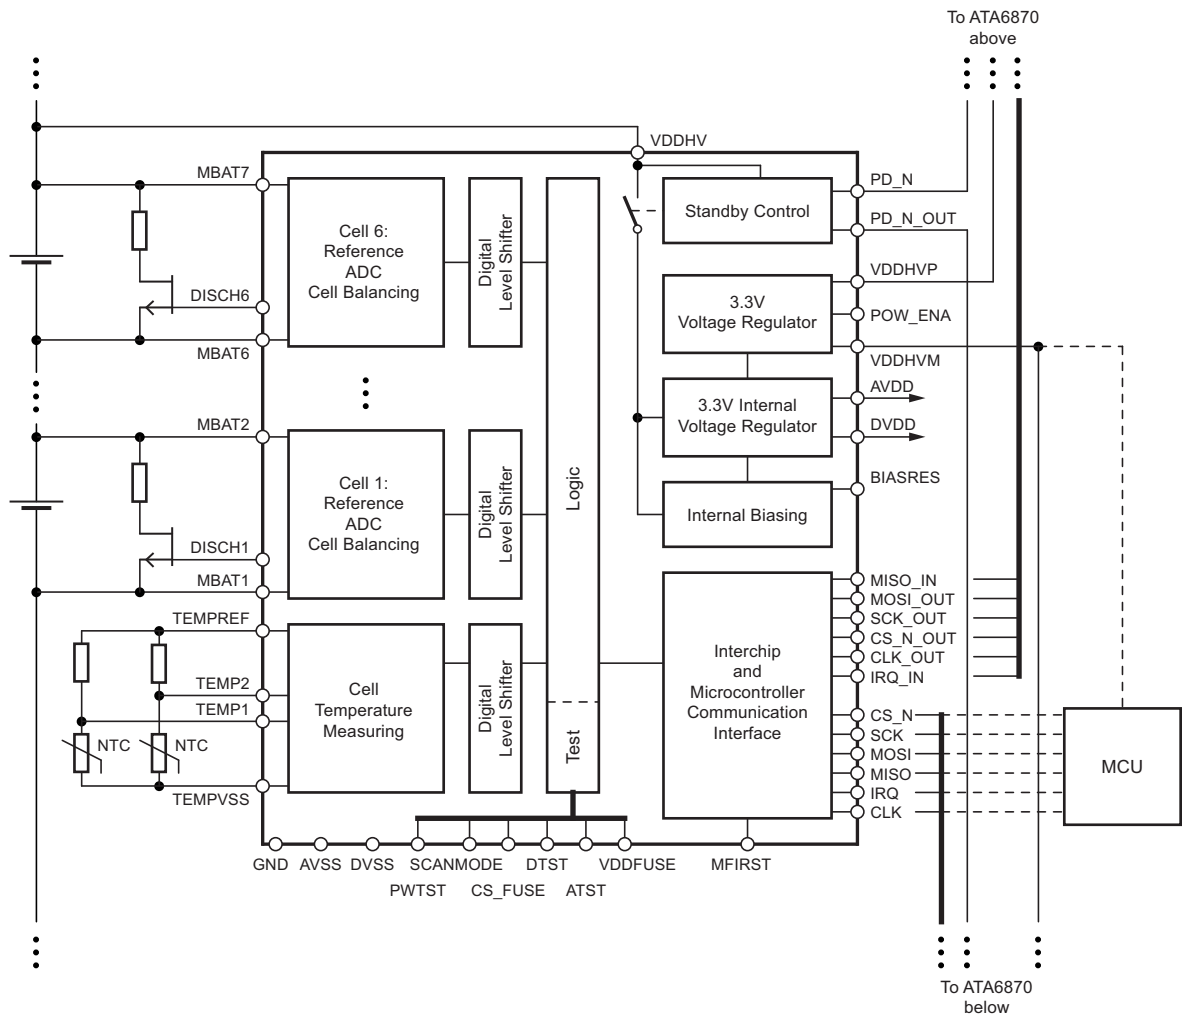 To ATA6870
above
VDDHV
MBAT7
PD_N
Cell 6:
Reference
ADC
Cell Balancing
Digital
Level Shifter
Standby Control
PD_N_OUT
DISCH6
VDDHVP
3.3V
Voltage Regulator
POW_ENA
MBAT6
VDDHVM
AVDD
3.3V Internal
Voltage Regulator
MBAT2
DVDD
BIASRES
Cell 1:
Reference
ADC
Cell Balancing
Digital
Level Shifter
Logic
Internal Biasing
DISCH1
MBAT1
MISO_IN
MOSI_OUT
SCK_OUT
CS_N_OUT
CLK_OUT
IRQ_IN
TEMPREF
TEMP2
TEMP1
NTC
NTC
TEMPVSS
Cell
Temperature
Measuring
Digital
Level Shifter
Test
Interchip
and
Microcontroller
Communication
Interface
CS_N
SCK
MOSI
MISO
IRQ
CLK
MCU
GND
AVSS
DVSS
SCANMODE
DTST
VDDFUSE
MFIRST
PWTST
CS_FUSE
ATST
To ATA6870
below